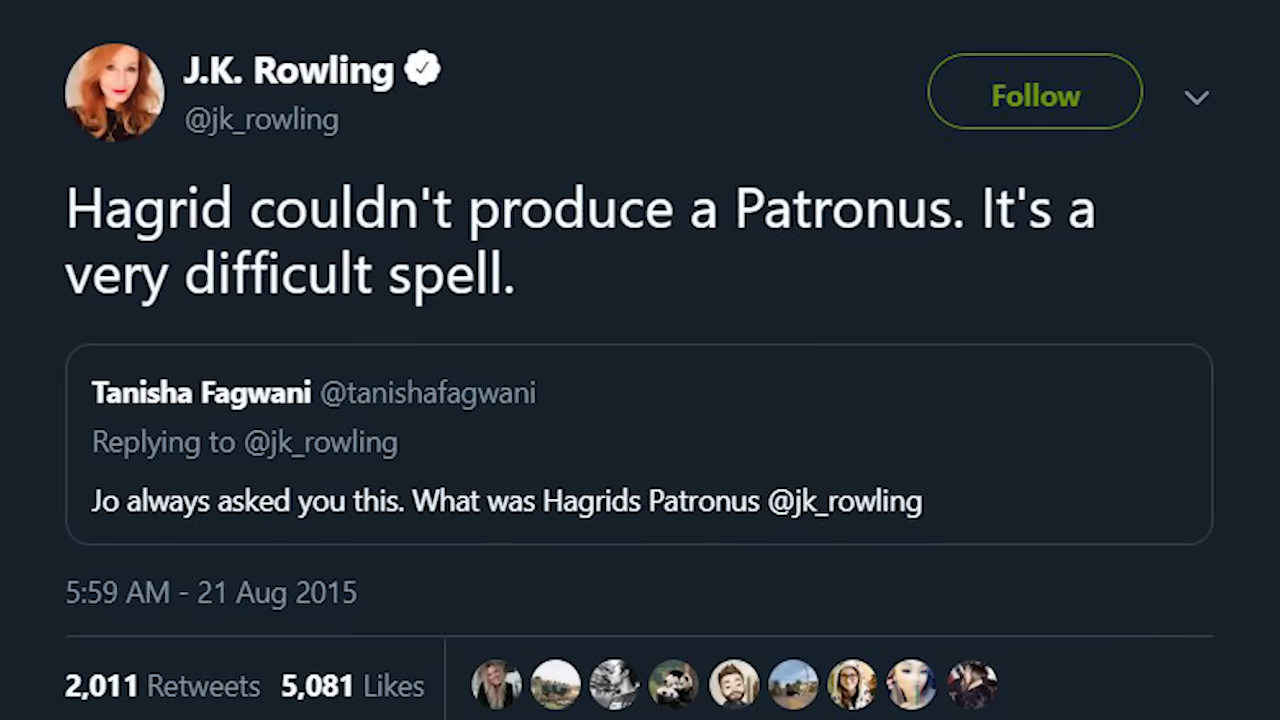 J.K. Rowling
@jk_rowling
Follow
Hagrid couldn't produce a Patronus. It's a
very difficult spell.
Tanisha Fagwani @tanishafagwani
Replying to @jk_rowling
Jo always asked you this. What was Hagrids Patronus @jk_rowling
5:59 AM - 21 Aug 2015
2,011 Retweets 5,081 Likes